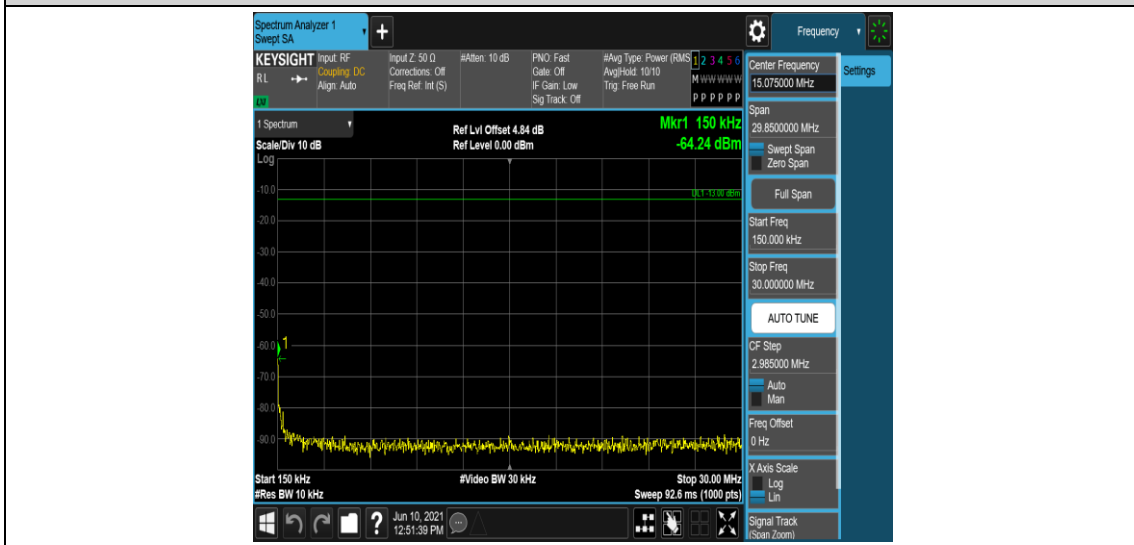 Spectrum Analyzer 1
Swept SA
+
Frequency
KEYSIGHT
RL
LXI
Input: RF
Coupling: DC
Align: Auto
Input Z: 50 Ω
Corrections: Off
Freq Ref: Int (S)
#Atten: 10 dB
PNO: Fast
Gate: Off
IF Gain: Low
Sig Track: Off
#Avg Type: Power (RMS
Avg|Hold: 10/10
Trig: Free Run
1 2 3 4 5 6
M W W W W W
P P P P P P
Center Frequency
15.075000 MHz
Settings
1 Spectrum
Ref Lvl Offset 4.84 dB
Mkr1 150 kHz
Scale/Div 10 dB
Ref Level 0.00 dBm
-64.24 dBm
Log
Span
29.8500000 MHz
Swept Span
Zero Span
-10.0
DL1 -13.00 dBm
Full Span
-20.0
Start Freq
150.000 kHz
-30.0
Stop Freq
30.000000 MHz
-40.0
-50.0
AUTO TUNE
-60.0
1
CF Step
2.985000 MHz
-70.0
Auto
Man
-80.0
Freq Offset
0 Hz
-90.0
X Axis Scale
Log
Lin
Start 150 kHz
#Video BW 30 kHz
Stop 30.00 MHz
#Res BW 10 kHz
Sweep 92.6 ms (1000 pts)
?
Jun 10, 2021
12:51:39 PM
Signal Track
(Span Zoom)